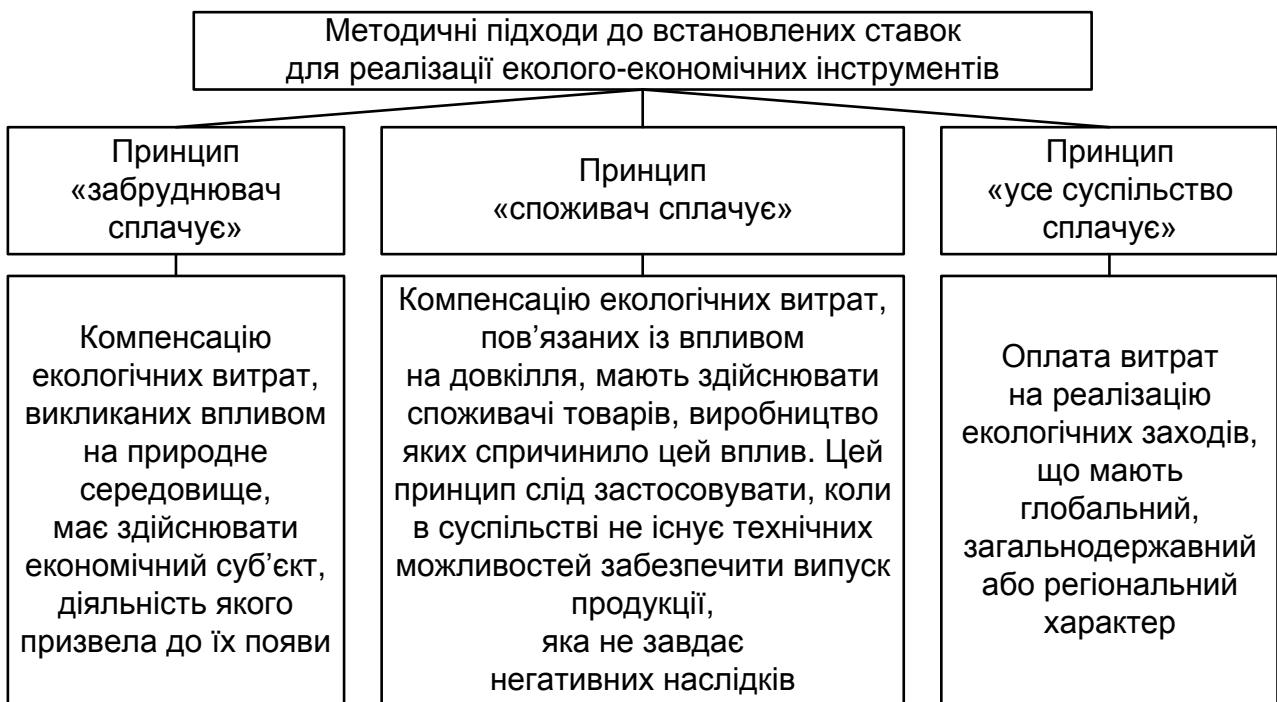 Методичні підходи до встановлених ставок
для реалізації еколого-економічних інструментів
Принцип
«забруднювач
сплачує»
Принцип
«споживач сплачує»
Принцип
«усе суспільство
сплачує»
Компенсацію
екологічних витрат,
викликаних впливом
на природне
середовище,
має здійснювати
економічний суб’єкт,
діяльність якого
призвела до їх появи
Компенсацію екологічних витрат,
пов’язаних із впливом
на довкілля, мають здійснювати
споживачі товарів, виробництво
яких спричинило цей вплив. Цей
принцип слід застосовувати, коли
в суспільстві не існує технічних
можливостей забезпечити випуск
продукції,
яка не завдає
негативних наслідків
Оплата витрат
на реалізацію
екологічних заходів,
що мають
глобальний,
загальнодержавний
або регіональний
характер